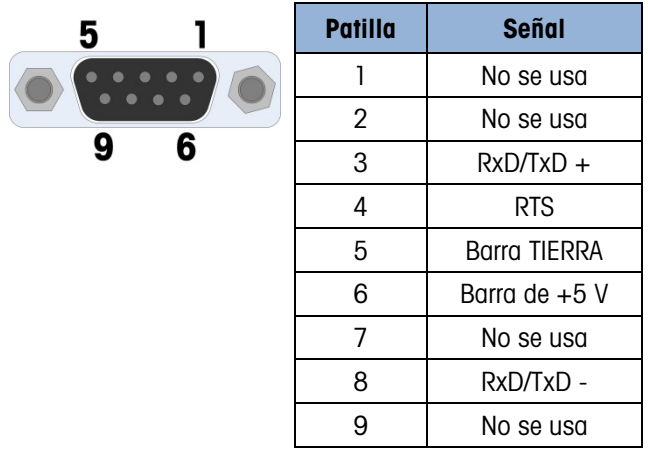 5 1
9 6
Patilla Señal
1 No se usa
2 No se usa
3 RxD/TxD +
4 RTS
5 Barra TIERRA
6 Barra de +5 V
7 No se usa
8 RxD/TxD -
9 No se usa